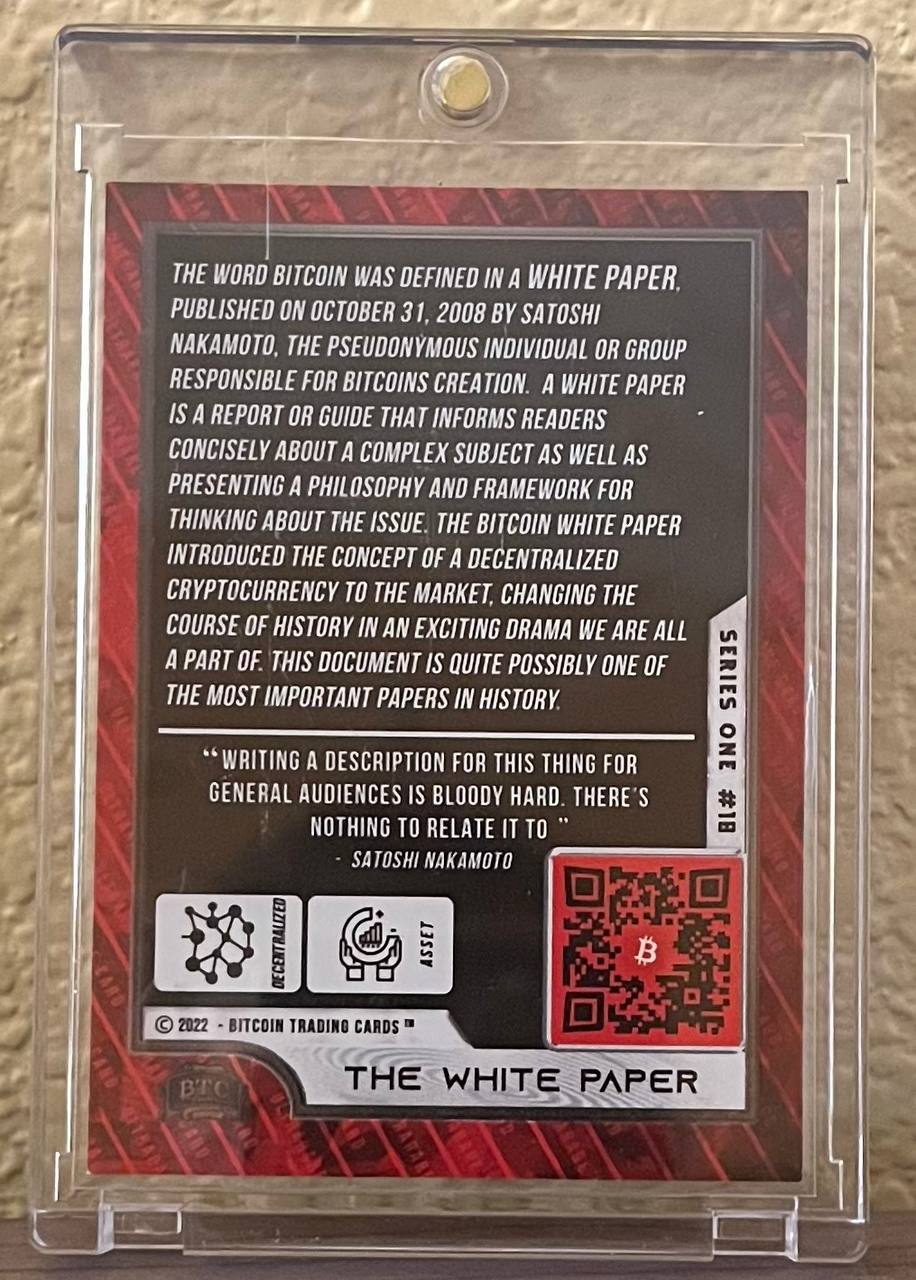 THE WORD BITCOIN WAS DEFINED IN A WHITE PAPER,
PUBLISHED ON OCTOBER 31, 2008 BY SATOSHI
NAKAMOTO, THE PSEUDONYMOUS INDIVIDUAL OR GROUP
RESPONSIBLE FOR BITCOINS CREATION. A WHITE PAPER
IS A REPORT OR GUIDE THAT INFORMS READERS
CONCISELY ABOUT A COMPLEX SUBJECT AS WELL AS
PRESENTING A PHILOSOPHY AND FRAMEWORK FOR
THINKING ABOUT THE ISSUE. THE BITCOIN WHITE PAPER
INTRODUCED THE CONCEPT OF A DECENTRALIZED
CRYPTOCURRENCY TO THE MARKET, CHANGING THE
COURSE OF HISTORY IN AN EXCITING DRAMA WE ARE ALL
A PART OF. THIS DOCUMENT IS QUITE POSSIBLY ONE OF
THE MOST IMPORTANT PAPERS IN HISTORY.
SERIES ONE #18
“WRITING A DESCRIPTION FOR THIS THING FOR
GENERAL AUDIENCES IS BLOODY HARD. THERE'S
NOTHING TO RELATE IT TO ”
- SATOSHI NAKAMOTO
DECENTRALIZED
ASSET
© 2022 - BITCOIN TRADING CARDS™
THE WHITE PAPER
BTC